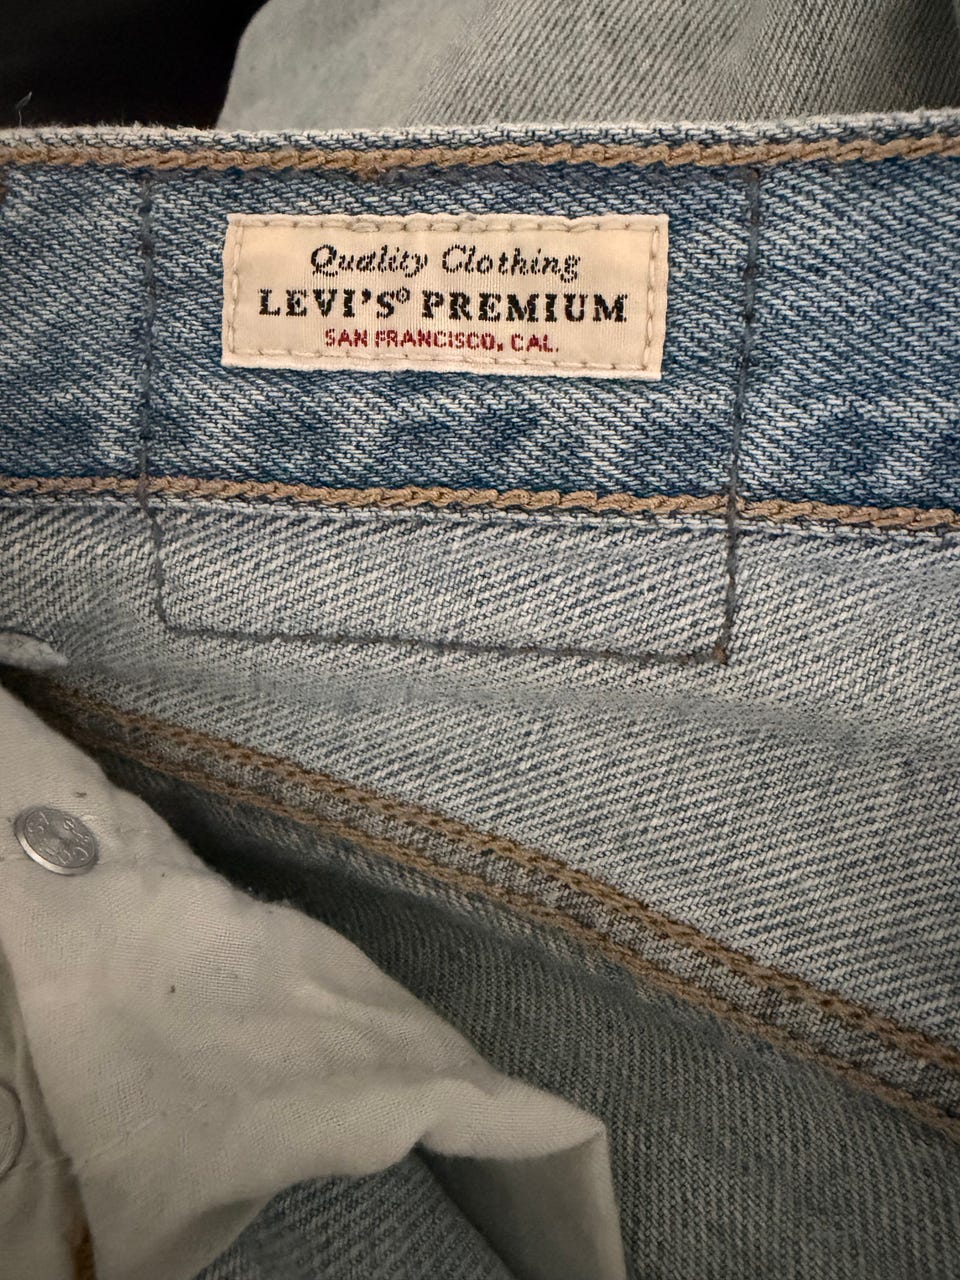 Quality Clothing
LEVI'S® PREMIUM
SAN FRANCISCO, CAL.